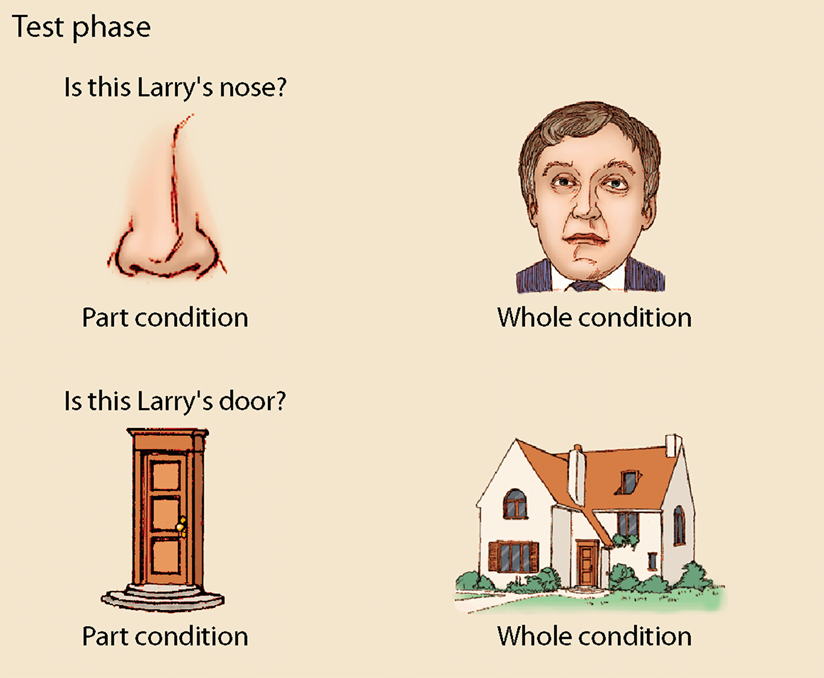 Test phase
Is this Larry's nose?
Part condition
Whole condition
Is this Larry's door?
Part condition
Whole condition